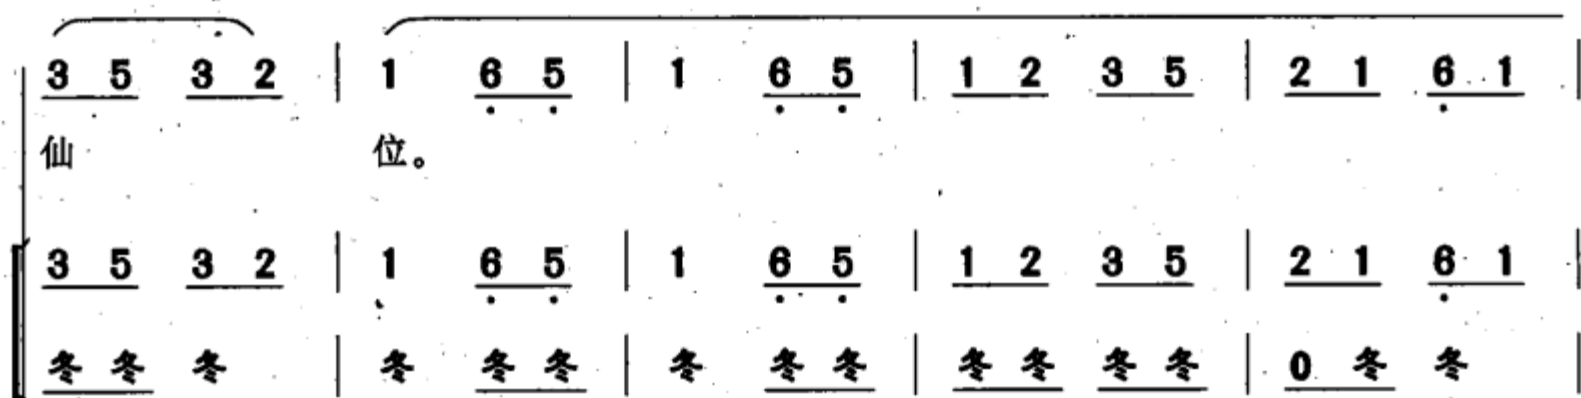 3 5 3 2 | 1 6 5 | 1 6 5 | 1 2 3 5 | 2 1 6 1 |
仙 位。
3 5 3 2 | 1 6 5 | 1 6 5 | 1 2 3 5 | 2 1 6 1 |
冬 冬 冬 | 冬 冬 冬 | 冬 冬 冬 | 冬 冬 冬 冬 | 0 冬 冬 |